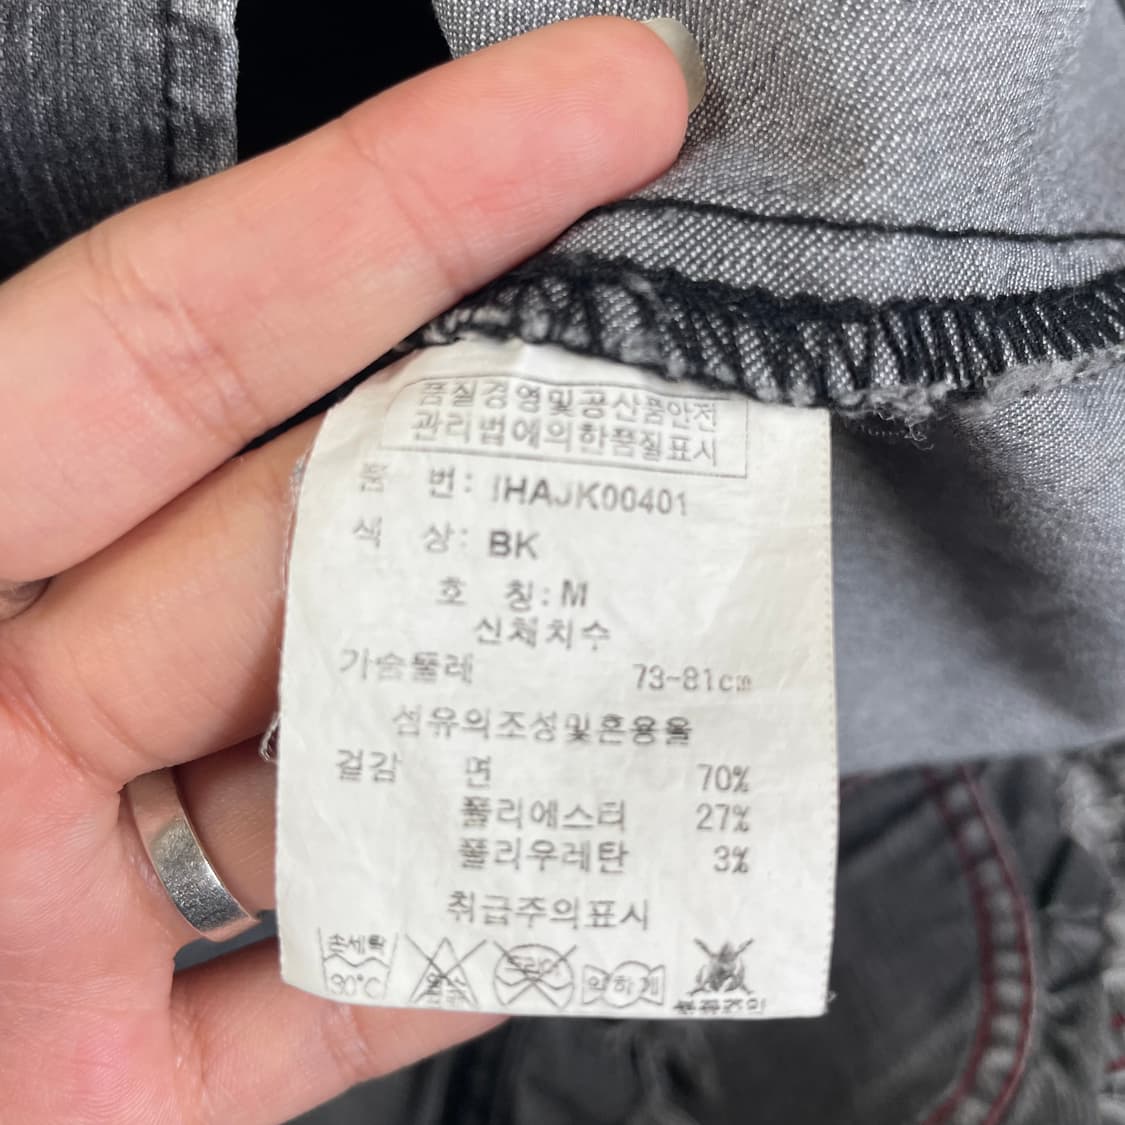 품질경영및공산품안전
관리법에의한품질표시
품 번: IHAJK00401
색 상: BK
호 칭: M
신체치수
가슴둘레 73-81cm
섬유의조성및혼용율
겉감 면 70%
폴리에스터 27%
폴리우레탄 3%
취급주의표시
손세탁 약하게
30°C